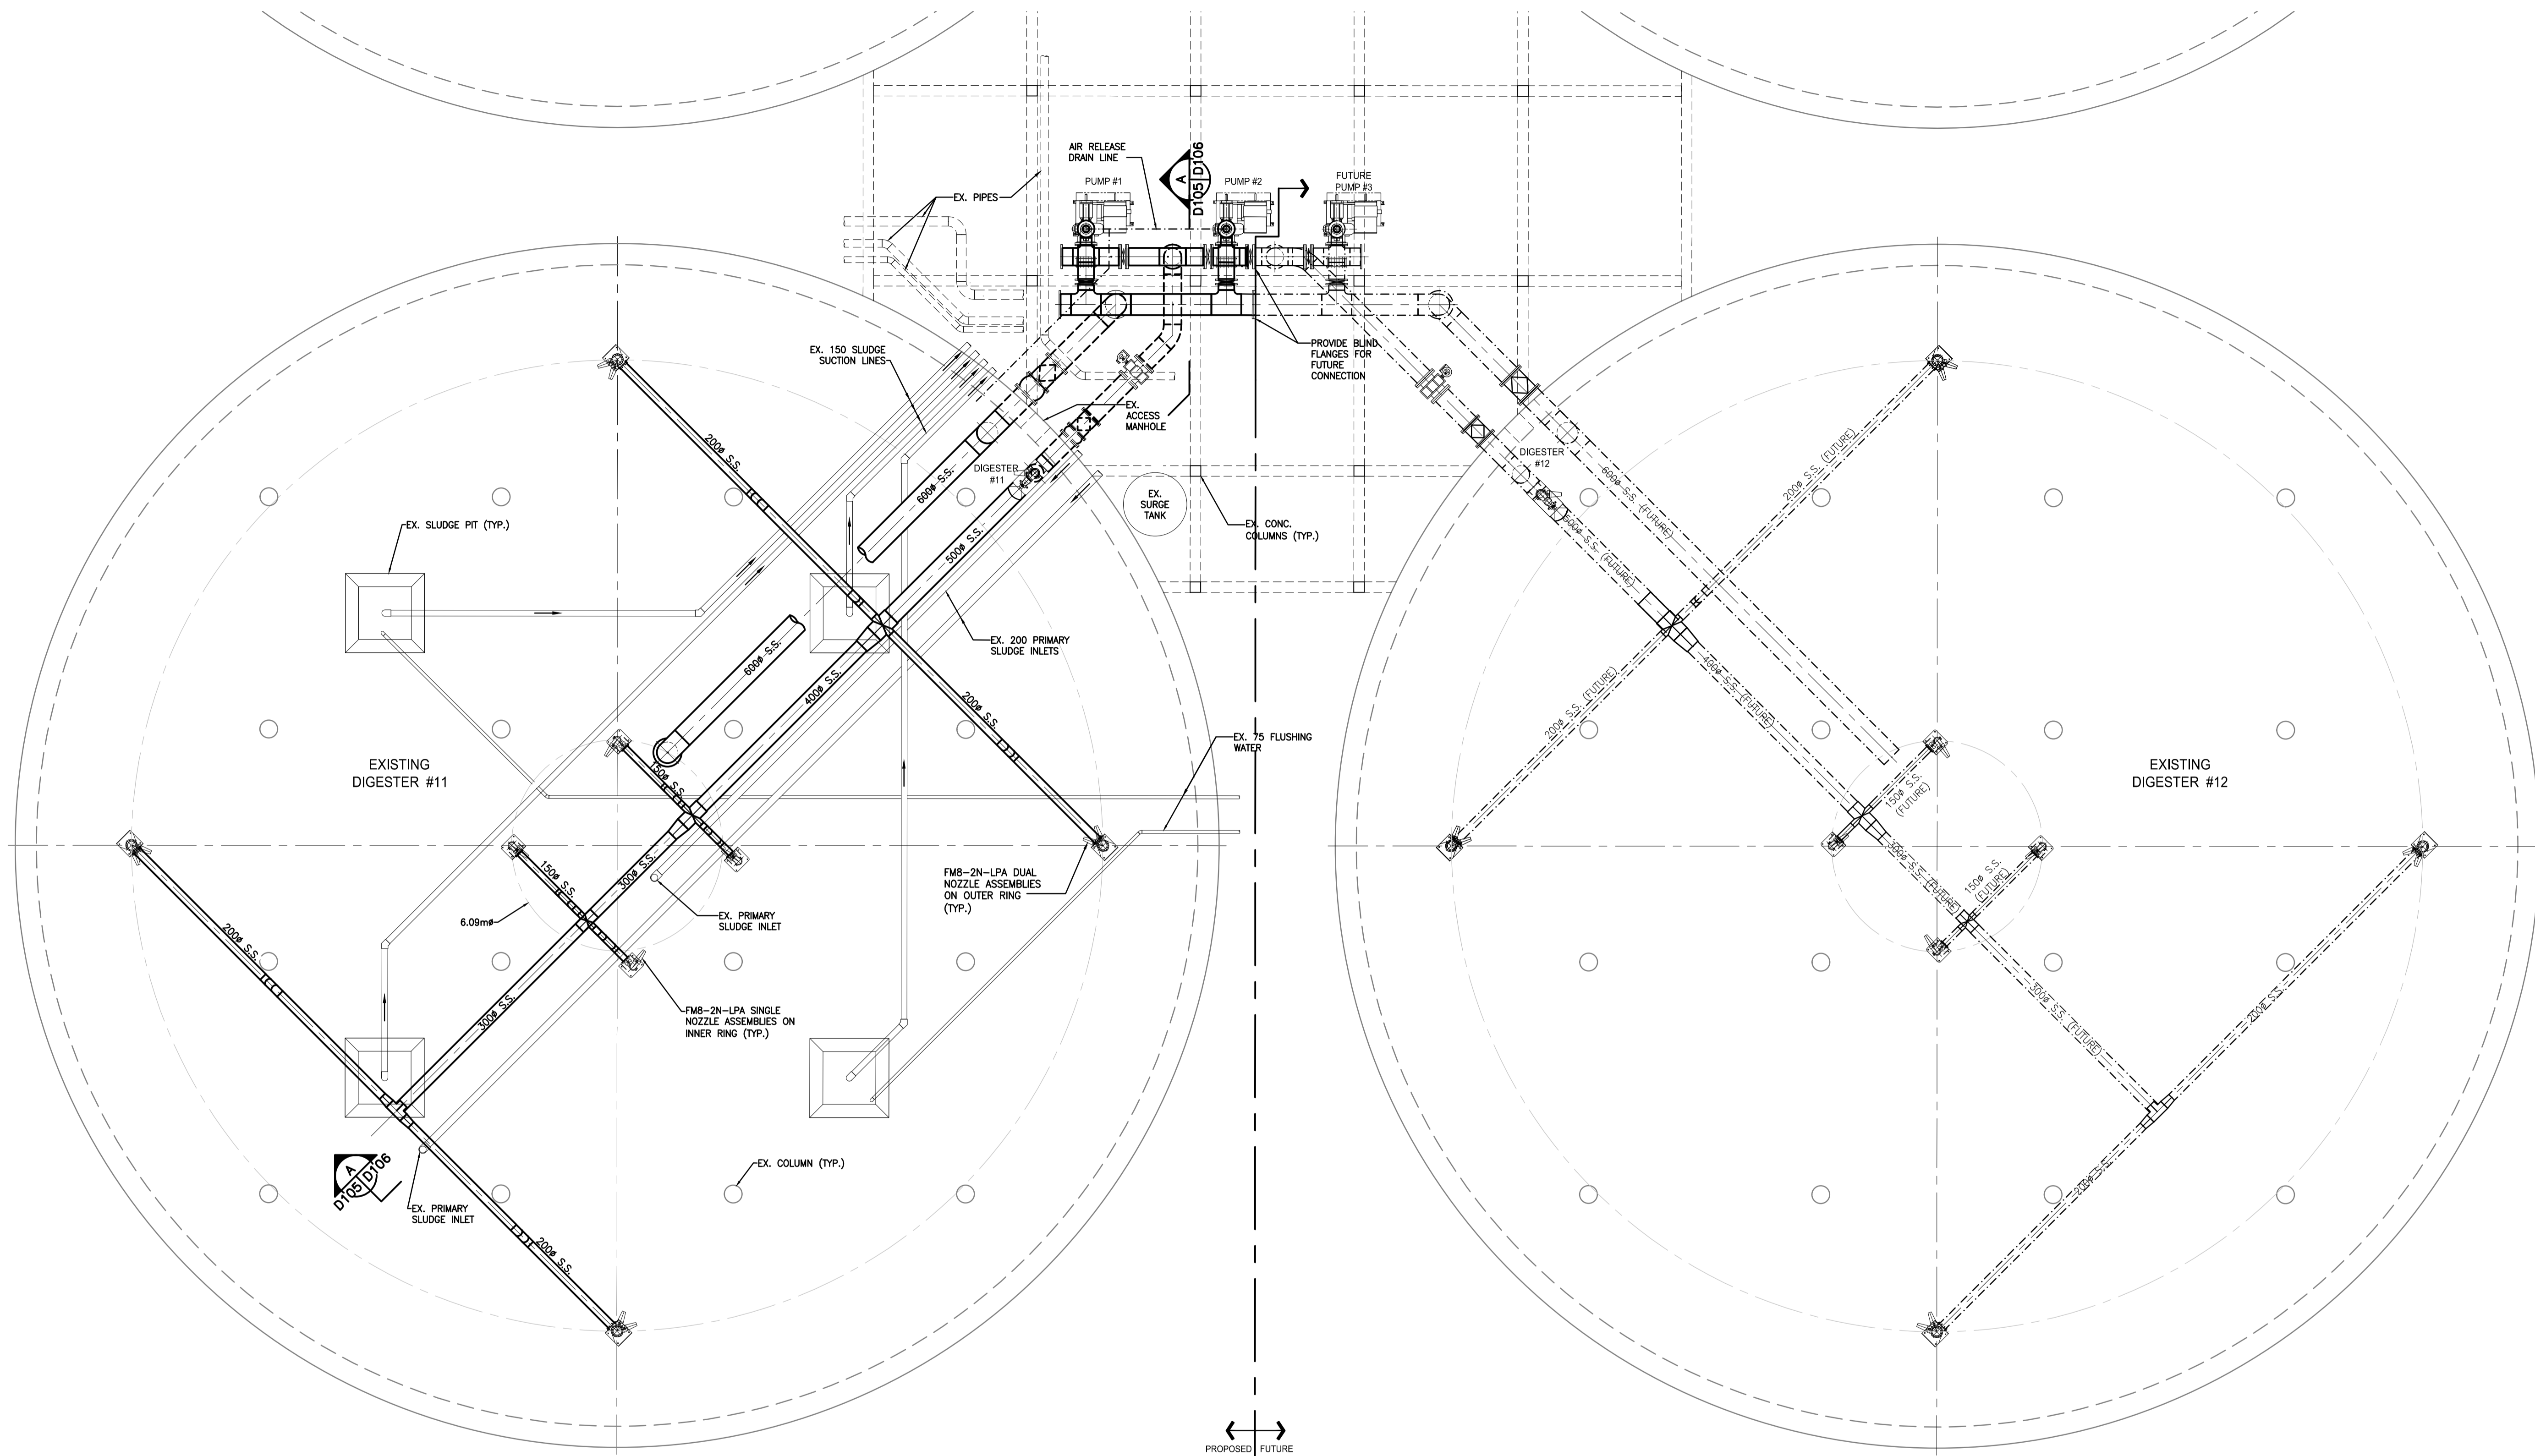 AIR RELEASE
DRAIN LINE
A
D105 D106
PUMP #1
PUMP #2
FUTURE
PUMP #3
EX. PIPES
EX. 150 SLUDGE
SUCTION LINES
PROVIDE BLIND
FLANGES FOR
FUTURE
CONNECTION
EX.
ACCESS
MANHOLE
DIGESTER
#11
DIGESTER
#12
EX.
SURGE
TANK
EX. CONC.
COLUMNS (TYP.)
EX. SLUDGE PIT (TYP.)
200ø S.S.
600ø S.S.
500ø S.S.
600ø S.S.
400ø S.S.
200ø S.S.
EX. 200 PRIMARY
SLUDGE INLETS
EX. 75 FLUSHING
WATER
EXISTING
DIGESTER #11
150ø S.S.
150ø S.S.
300ø S.S.
6.09mø
EX. PRIMARY
SLUDGE INLET
FM8-2N-LPA DUAL
NOZZLE ASSEMBLIES
ON OUTER RING
(TYP.)
200ø S.S.
300ø S.S.
FM8-2N-LPA SINGLE
NOZZLE ASSEMBLIES ON
INNER RING (TYP.)
A
D105 D106
EX. PRIMARY
SLUDGE INLET
EX. COLUMN (TYP.)
200ø S.S.
200ø S.S. (FUTURE)
600ø S.S. (FUTURE)
500ø S.S. (FUTURE)
200ø S.S. (FUTURE)
400ø S.S. (FUTURE)
EXISTING
DIGESTER #12
150ø S.S.
(FUTURE)
300ø S.S. (FUTURE)
150ø S.S.
(FUTURE)
300ø S.S. (FUTURE)
200ø S.S.
200ø S.S.
PROPOSED FUTURE